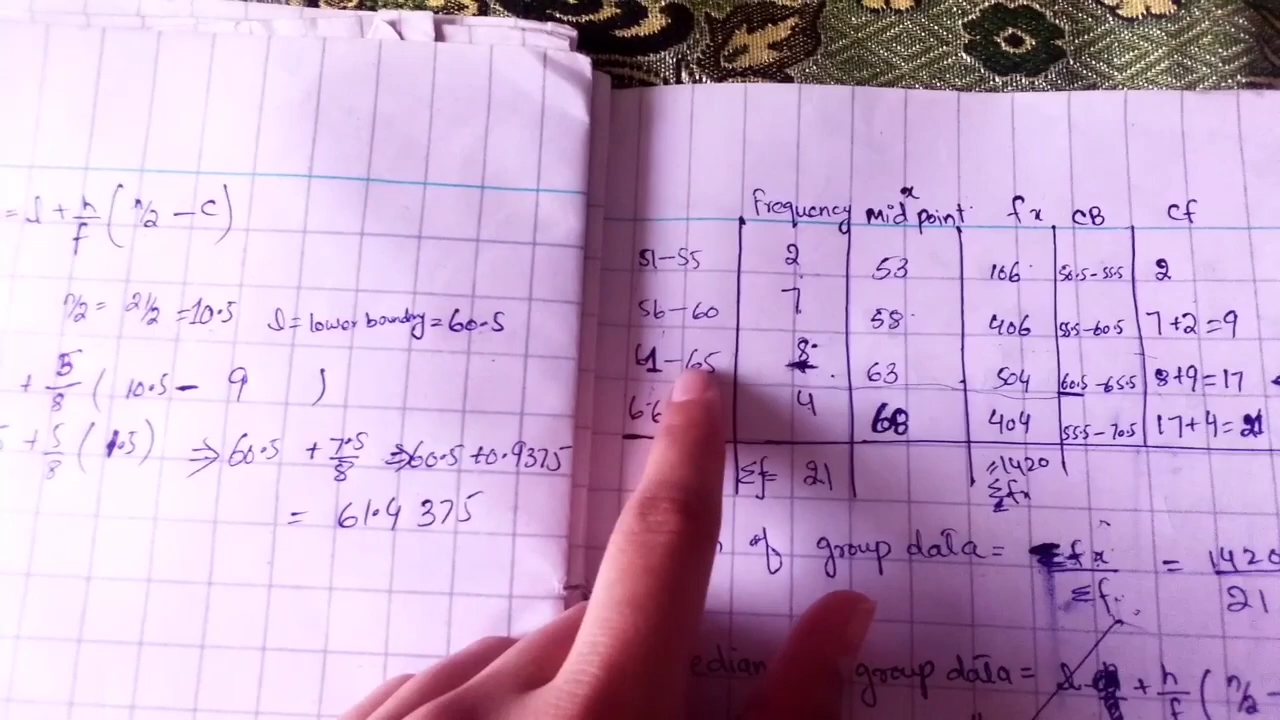 = l + h/f (n/2 - c)
n/2 = 21/2 = 10.5 l = lower boundry = 60.5
+ 5/8 ( 10.5 - 9 )
+ 5/8 ( 1.5 ) ⇒ 60.5 + 7.5/8 ⇒ 60.5 + 0.9375
= 61.4375
frequency mid point x fx CB cf
51-55 2 53 106 50.5-55.5 2
56-60 7 58 406 55.5-60.5 7+2=9
61-65 8 63 504 60.5-65.5 8+9=17
66 4 68 404 55.5-70.5 17+4=21
Σf= 21 =1420
Σfx
of group data = Σfx/Σf = 1420/21
edian group data = l + h/f ( n/2 -